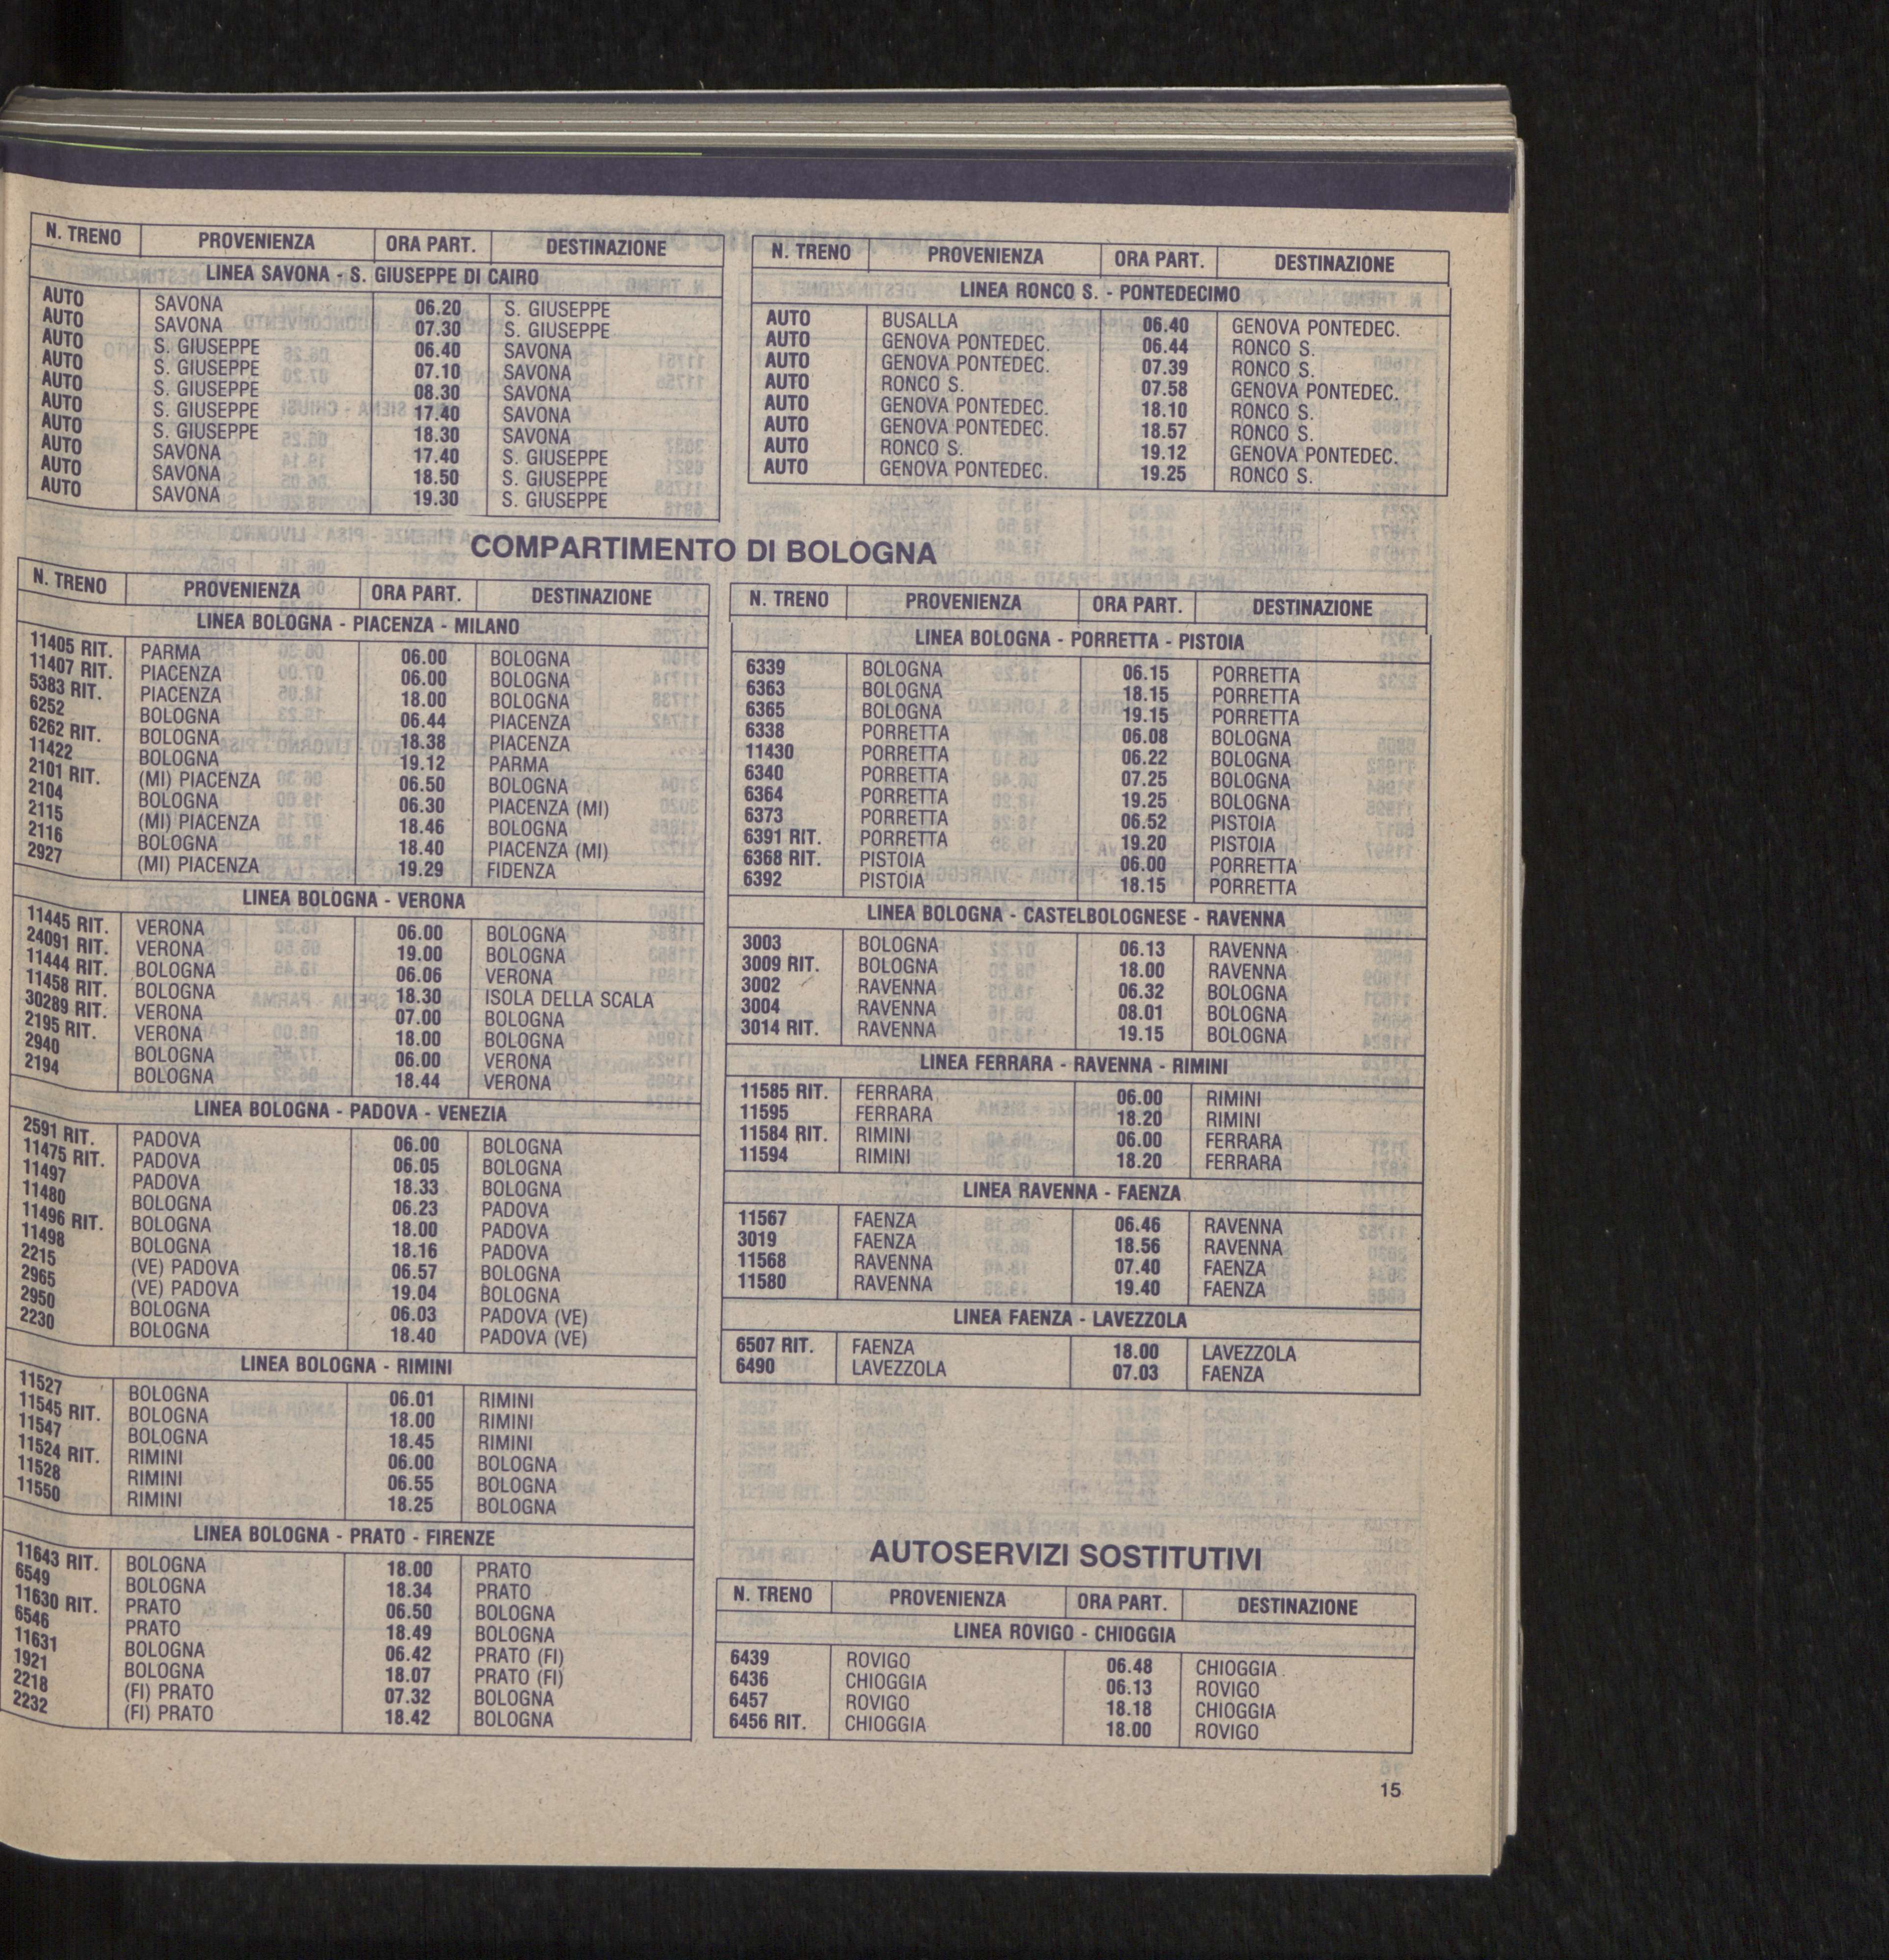 N. TRENO PROVENIENZA ORA PART. DESTINAZIONE
LINEA SAVONA - S. GIUSEPPE DI CAIRO
AUTO SAVONA 06.20 S. GIUSEPPE
AUTO SAVONA 07.30 S. GIUSEPPE
AUTO S. GIUSEPPE 06.40 SAVONA
AUTO S. GIUSEPPE 07.10 SAVONA
AUTO S. GIUSEPPE 08.30 SAVONA
AUTO S. GIUSEPPE 17.40 SAVONA
AUTO S. GIUSEPPE 18.30 SAVONA
AUTO SAVONA 17.40 S. GIUSEPPE
AUTO SAVONA 18.50 S. GIUSEPPE
AUTO SAVONA 19.30 S. GIUSEPPE
N. TRENO PROVENIENZA ORA PART. DESTINAZIONE
LINEA RONCO S. - PONTEDECIMO
AUTO BUSALLA 06.40 GENOVA PONTEDEC.
AUTO GENOVA PONTEDEC. 06.44 RONCO S.
AUTO GENOVA PONTEDEC. 07.39 RONCO S.
AUTO RONCO S. 07.58 GENOVA PONTEDEC.
AUTO GENOVA PONTEDEC. 18.10 RONCO S.
AUTO GENOVA PONTEDEC. 18.57 RONCO S.
AUTO RONCO S. 19.12 GENOVA PONTEDEC.
AUTO GENOVA PONTEDEC. 19.25 RONCO S.
COMPARTIMENTO DI BOLOGNA
N. TRENO PROVENIENZA ORA PART. DESTINAZIONE
LINEA BOLOGNA - PIACENZA - MILANO
11405 RIT. PARMA 06.00 BOLOGNA
11407 RIT. PIACENZA 06.00 BOLOGNA
5383 RIT. PIACENZA 18.00 BOLOGNA
6252 BOLOGNA 06.44 PIACENZA
6262 RIT. BOLOGNA 18.38 PIACENZA
11422 BOLOGNA 19.12 PARMA
2101 RIT. (MI) PIACENZA 06.50 BOLOGNA
2104 BOLOGNA 06.30 PIACENZA (MI)
2115 (MI) PIACENZA 18.46 BOLOGNA
2116 BOLOGNA 18.40 PIACENZA (MI)
2927 (MI) PIACENZA 19.29 FIDENZA
LINEA BOLOGNA - VERONA
11445 RIT. VERONA 06.00 BOLOGNA
24091 RIT. VERONA 19.00 BOLOGNA
11444 RIT. BOLOGNA 06.06 VERONA
11458 RIT. BOLOGNA 18.30 ISOLA DELLA SCALA
30289 RIT. VERONA 07.00 BOLOGNA
2195 RIT. VERONA 18.00 BOLOGNA
2940 BOLOGNA 06.00 VERONA
2194 BOLOGNA 18.44 VERONA
LINEA BOLOGNA - PADOVA - VENEZIA
2591 RIT. PADOVA 06.00 BOLOGNA
11475 RIT. PADOVA 06.05 BOLOGNA
11497 PADOVA 18.33 BOLOGNA
11480 BOLOGNA 06.23 PADOVA
11496 RIT. BOLOGNA 18.00 PADOVA
11498 BOLOGNA 18.16 PADOVA
2215 (VE) PADOVA 06.57 BOLOGNA
2965 (VE) PADOVA 19.04 BOLOGNA
2950 BOLOGNA 06.03 PADOVA (VE)
2230 BOLOGNA 18.40 PADOVA (VE)
LINEA BOLOGNA - RIMINI
11527 BOLOGNA 06.01 RIMINI
11545 RIT. BOLOGNA 18.00 RIMINI
11547 BOLOGNA 18.45 RIMINI
11524 RIT. RIMINI 06.00 BOLOGNA
11528 RIMINI 06.55 BOLOGNA
11550 RIMINI 18.25 BOLOGNA
LINEA BOLOGNA - PRATO - FIRENZE
11643 RIT. BOLOGNA 18.00 PRATO
6549 BOLOGNA 18.34 PRATO
11630 RIT. PRATO 06.50 BOLOGNA
6546 PRATO 18.49 BOLOGNA
11631 BOLOGNA 06.42 PRATO (FI)
1921 BOLOGNA 18.07 PRATO (FI)
2218 (FI) PRATO 07.32 BOLOGNA
2232 (FI) PRATO 18.42 BOLOGNA
N. TRENO PROVENIENZA ORA PART. DESTINAZIONE
LINEA BOLOGNA - PORRETTA - PISTOIA
6339 BOLOGNA 06.15 PORRETTA
6363 BOLOGNA 18.15 PORRETTA
6365 BOLOGNA 19.15 PORRETTA
6338 PORRETTA 06.08 BOLOGNA
11430 PORRETTA 06.22 BOLOGNA
6340 PORRETTA 07.25 BOLOGNA
6364 PORRETTA 19.25 BOLOGNA
6373 PORRETTA 06.52 PISTOIA
6391 RIT. PORRETTA 19.20 PISTOIA
6368 RIT. PISTOIA 06.00 PORRETTA
6392 PISTOIA 18.15 PORRETTA
LINEA BOLOGNA - CASTELBOLOGNESE - RAVENNA
3003 BOLOGNA 06.13 RAVENNA
3009 RIT. BOLOGNA 18.00 RAVENNA
3002 RAVENNA 06.32 BOLOGNA
3004 RAVENNA 08.01 BOLOGNA
3014 RIT. RAVENNA 19.15 BOLOGNA
LINEA FERRARA - RAVENNA - RIMINI
11585 RIT. FERRARA 06.00 RIMINI
11595 FERRARA 18.20 RIMINI
11584 RIT. RIMINI 06.00 FERRARA
11594 RIMINI 18.20 FERRARA
LINEA RAVENNA - FAENZA
11567 FAENZA 06.46 RAVENNA
3019 FAENZA 18.56 RAVENNA
11568 RAVENNA 07.40 FAENZA
11580 RAVENNA 19.40 FAENZA
LINEA FAENZA - LAVEZZOLA
6507 RIT. FAENZA 18.00 LAVEZZOLA
6490 LAVEZZOLA 07.03 FAENZA
AUTOSERVIZI SOSTITUTIVI
N. TRENO PROVENIENZA ORA PART. DESTINAZIONE
LINEA ROVIGO - CHIOGGIA
6439 ROVIGO 06.48 CHIOGGIA
6436 CHIOGGIA 06.13 ROVIGO
6457 ROVIGO 18.18 CHIOGGIA
6456 RIT. CHIOGGIA 18.00 ROVIGO
15